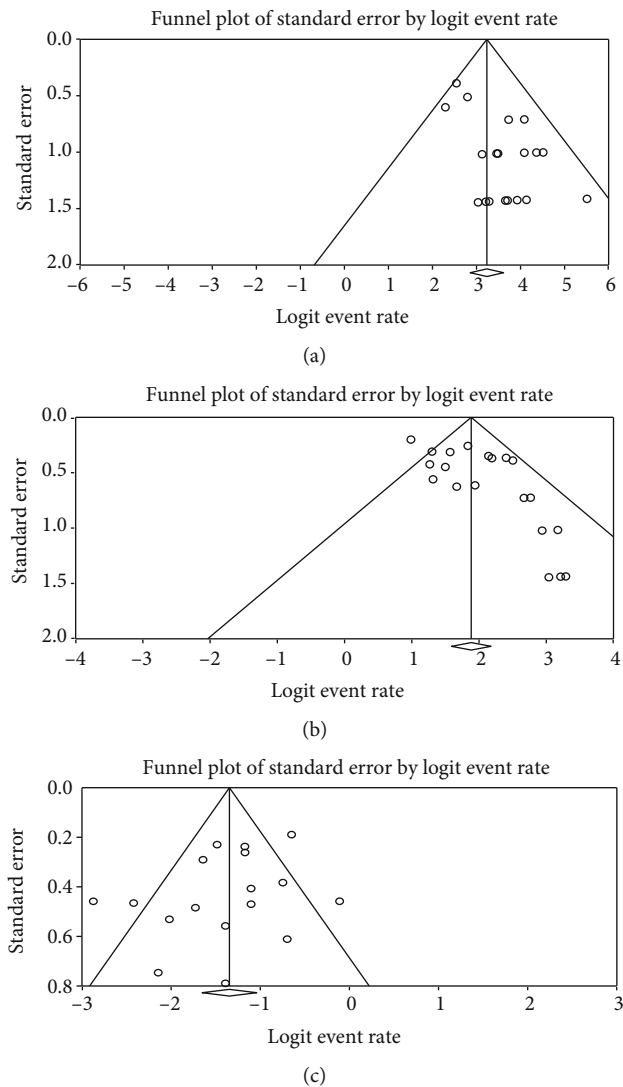 Funnel plot of standard error by logit event rate
0.0
0.5
1.0
1.5
2.0
Standard error
−6 −5 −4 −3 −2 −1 0 1 2 3 4 5 6
Logit event rate
(a)
Funnel plot of standard error by logit event rate
0.0
0.5
1.0
1.5
2.0
Standard error
−4 −3 −2 −1 0 1 2 3 4
Logit event rate
(b)
Funnel plot of standard error by logit event rate
0.0
0.2
0.4
0.6
0.8
Standard error
−3 −2 −1 0 1 2 3
Logit event rate
(c)